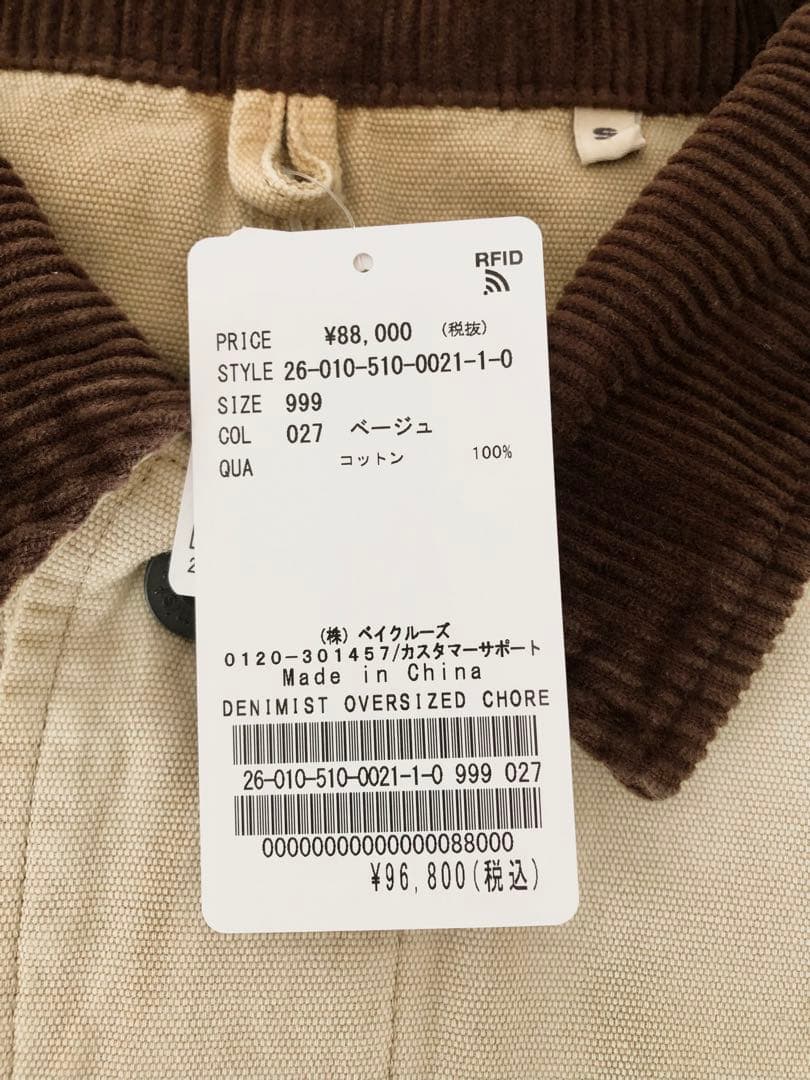 S
RFID
PRICE ¥88,000 (税抜)
STYLE 26-010-510-0021-1-0
SIZE 999
COL 027 ベージュ
QUA コットン 100%
2
(株) ベイクルーズ
0120-301457/カスタマーサポート
Made in China
DENIMIST OVERSIZED CHORE
26-010-510-0021-1-0 999 027
00000000000000088000
¥96,800(税込)